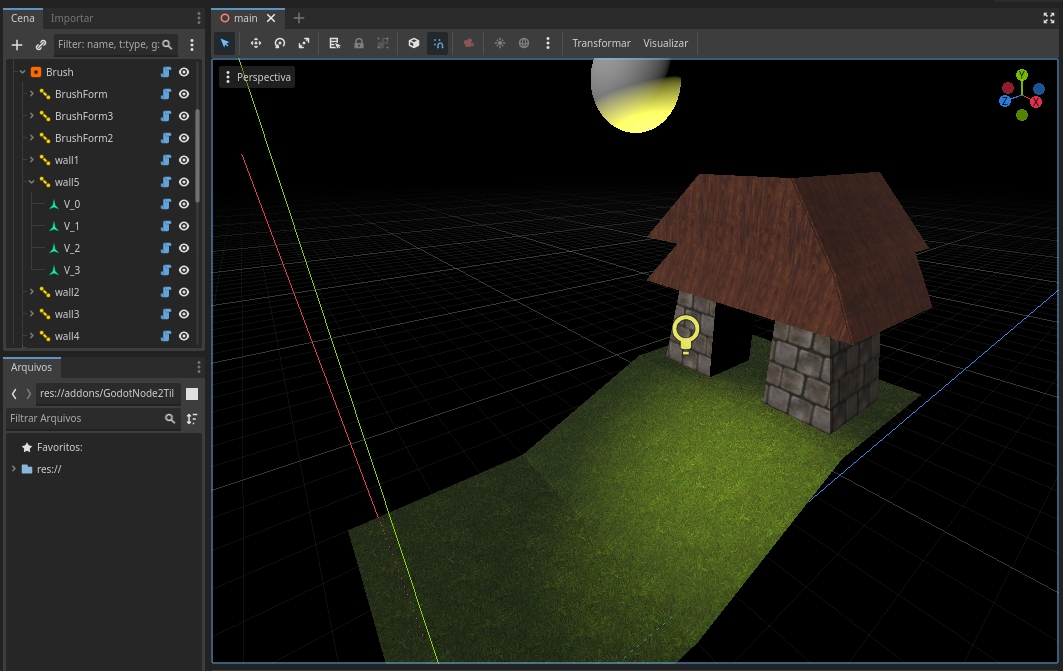 Cena
Importar
Filter: name, t:type, g:
Brush
BrushForm
BrushForm3
BrushForm2
wall1
wall5
V_0
V_1
V_2
V_3
wall2
wall3
wall4
Arquivos
res://addons/GodotNode2Til
Filtrar Arquivos
Favoritos:
res://
main
Transformar
Visualizar
Perspectiva
Y
Z
X